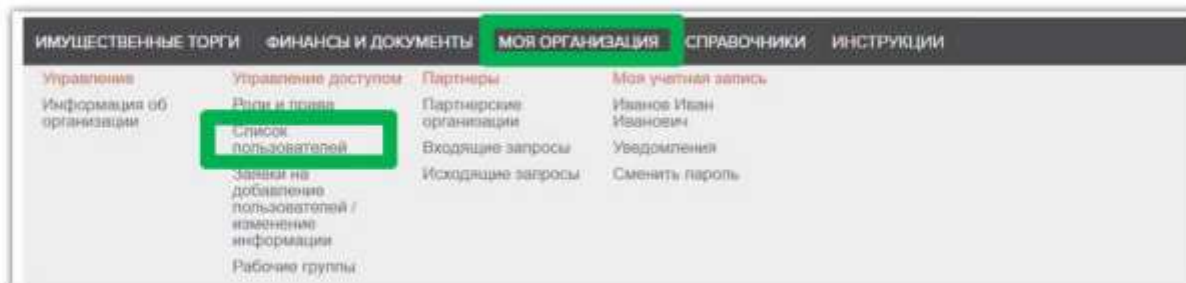 ИМУЩЕСТВЕННЫЕ ТОРГИ ФИНАНСЫ И ДОКУМЕНТЫ МОЯ ОРГАНИЗАЦИЯ СПРАВОЧНИКИ ИНСТРУКЦИИ
Управление
Информация об
организации
Управление доступом
Роли и права
Список
пользователей
Заявки на
добавление
пользователей /
изменение
информации
Рабочие группы
Партнеры
Партнерские
организации
Входящие запросы
Исходящие запросы
Моя учетная запись
Иванов Иван
Иванович
Уведомления
Сменить пароль